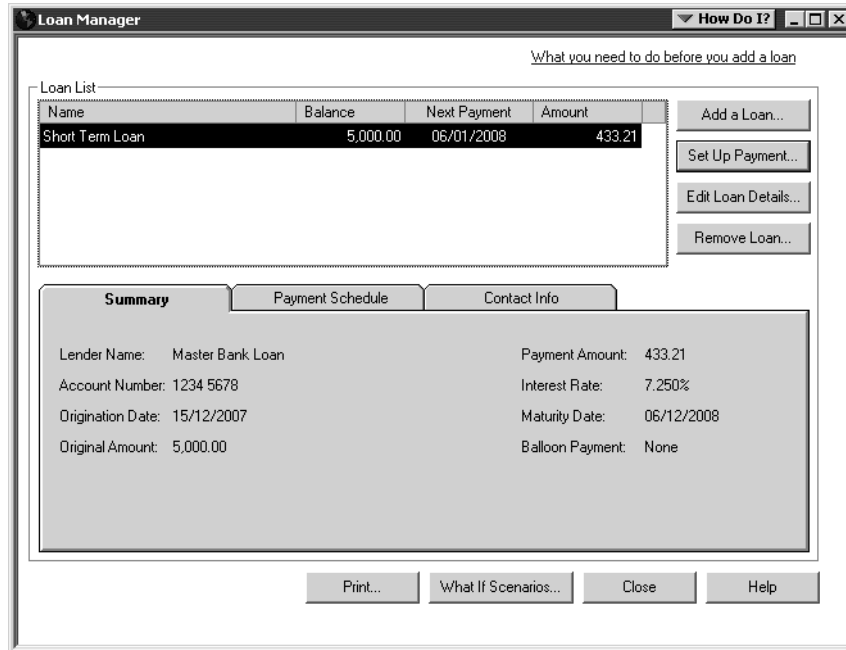 Loan Manager
How Do I?
What you need to do before you add a loan
Loan List
Name Balance Next Payment Amount
Short Term Loan 5,000.00 06/01/2008 433.21
Add a Loan...
Set Up Payment...
Edit Loan Details...
Remove Loan...
Summary Payment Schedule Contact Info
Lender Name: Master Bank Loan Payment Amount: 433.21
Account Number: 1234 5678 Interest Rate: 7.250%
Origination Date: 15/12/2007 Maturity Date: 06/12/2008
Original Amount: 5,000.00 Balloon Payment: None
Print... What If Scenarios... Close Help